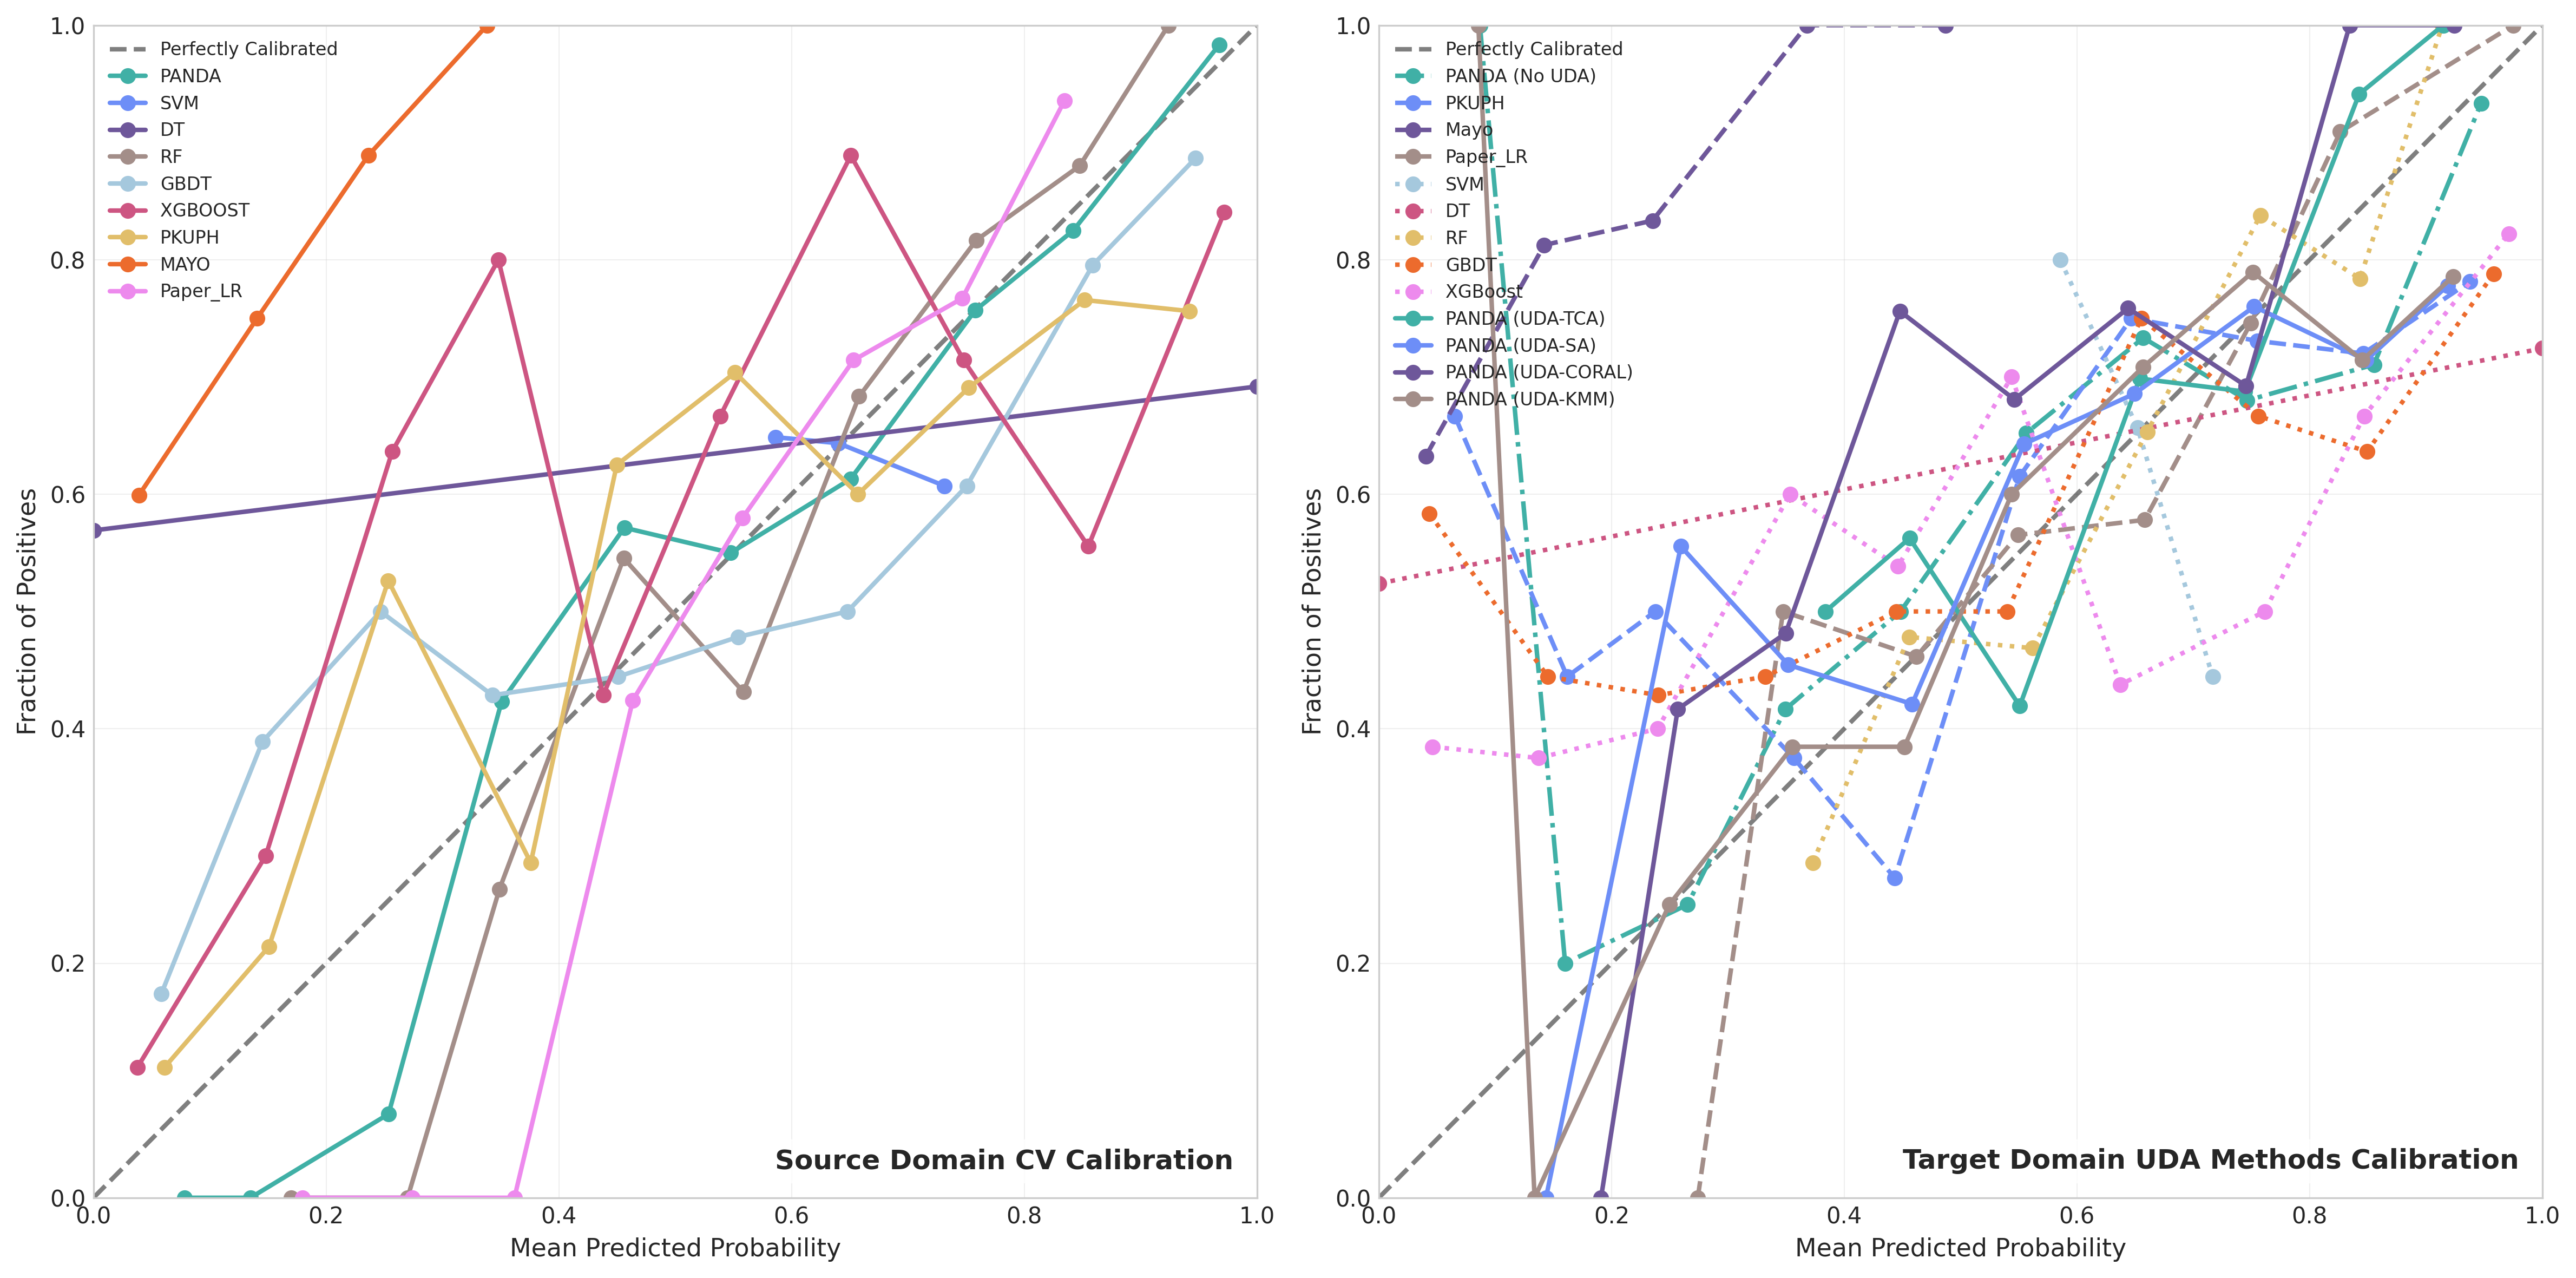 1.0
0.8
0.6
0.4
0.2
0.0
Fraction of Positives
Perfectly Calibrated
PANDA
SVM
DT
RF
GBDT
XGBOOST
PKUPH
MAYO
Paper_LR
Source Domain CV Calibration
0.0 0.2 0.4 0.6 0.8 1.0
Mean Predicted Probability
1.0
0.8
0.6
0.4
0.2
0.0
Fraction of Positives
Perfectly Calibrated
PANDA (No UDA)
PKUPH
Mayo
Paper_LR
SVM
DT
RF
GBDT
XGBoost
PANDA (UDA-TCA)
PANDA (UDA-SA)
PANDA (UDA-CORAL)
PANDA (UDA-KMM)
Target Domain UDA Methods Calibration
0.0 0.2 0.4 0.6 0.8 1.0
Mean Predicted Probability